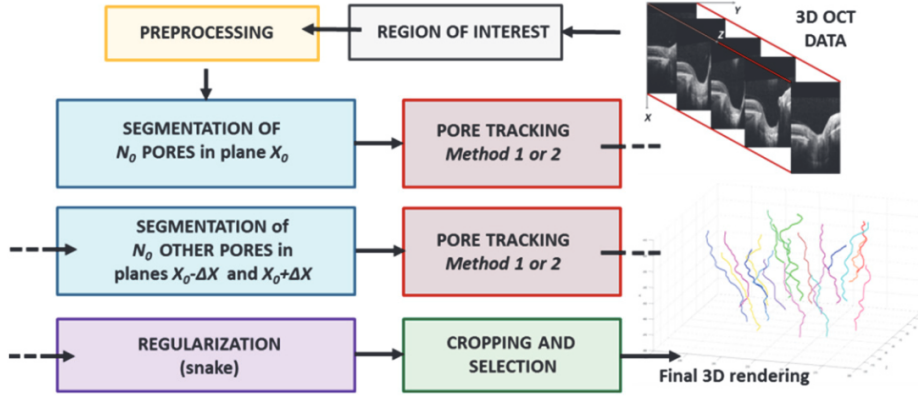 PREPROCESSING
REGION OF INTEREST
3D OCT
DATA
Y
Z
X
SEGMENTATION OF
N₀ PORES in plane X₀
PORE TRACKING
Method 1 or 2
SEGMENTATION of
N₀ OTHER PORES in
planes X₀-ΔX and X₀+ΔX
PORE TRACKING
Method 1 or 2
REGULARIZATION
(snake)
CROPPING AND
SELECTION
Final 3D rendering